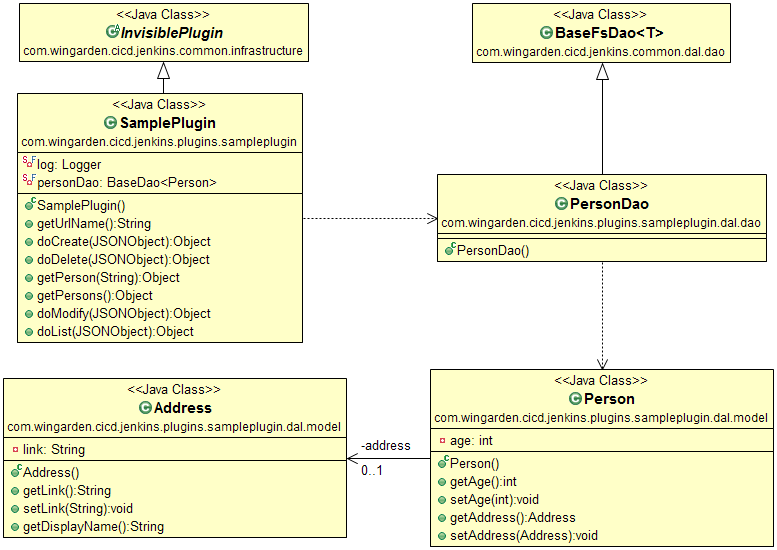 <<Java Class>>
InvisiblePlugin
com.wingarden.cicd.jenkins.common.infrastructure
<<Java Class>>
BaseFsDao<T>
com.wingarden.cicd.jenkins.common.dal.dao
<<Java Class>>
SamplePlugin
com.wingarden.cicd.jenkins.plugins.sampleplugin
log: Logger
personDao: BaseDao<Person>
SamplePlugin()
getUrlName():String
doCreate(JSONObject):Object
doDelete(JSONObject):Object
getPerson(String):Object
getPersons():Object
doModify(JSONObject):Object
doList(JSONObject):Object
<<Java Class>>
PersonDao
com.wingarden.cicd.jenkins.plugins.sampleplugin.dal.dao
PersonDao()
<<Java Class>>
Address
com.wingarden.cicd.jenkins.plugins.sampleplugin.dal.model
link: String
Address()
getLink():String
setLink(String):void
getDisplayName():String
-address
0..1
<<Java Class>>
Person
com.wingarden.cicd.jenkins.plugins.sampleplugin.dal.model
age: int
Person()
getAge():int
setAge(int):void
getAddress():Address
setAddress(Address):void